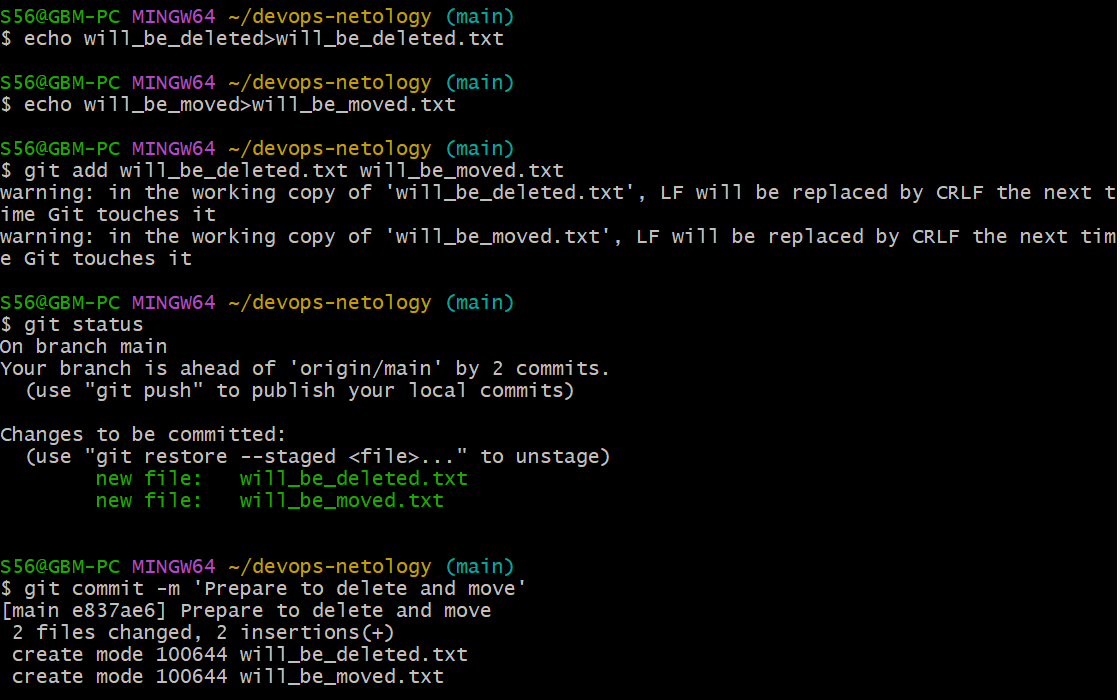 S56@GBM-PC MINGW64 ~/devops-netology (main)
$ echo will_be_deleted>will_be_deleted.txt

S56@GBM-PC MINGW64 ~/devops-netology (main)
$ echo will_be_moved>will_be_moved.txt

S56@GBM-PC MINGW64 ~/devops-netology (main)
$ git add will_be_deleted.txt will_be_moved.txt
warning: in the working copy of 'will_be_deleted.txt', LF will be replaced by CRLF the next t
ime Git touches it
warning: in the working copy of 'will_be_moved.txt', LF will be replaced by CRLF the next tim
e Git touches it

S56@GBM-PC MINGW64 ~/devops-netology (main)
$ git status
On branch main
Your branch is ahead of 'origin/main' by 2 commits.
  (use "git push" to publish your local commits)

Changes to be committed:
  (use "git restore --staged <file>..." to unstage)
        new file:   will_be_deleted.txt
        new file:   will_be_moved.txt


S56@GBM-PC MINGW64 ~/devops-netology (main)
$ git commit -m 'Prepare to delete and move'
[main e837ae6] Prepare to delete and move
 2 files changed, 2 insertions(+)
 create mode 100644 will_be_deleted.txt
 create mode 100644 will_be_moved.txt